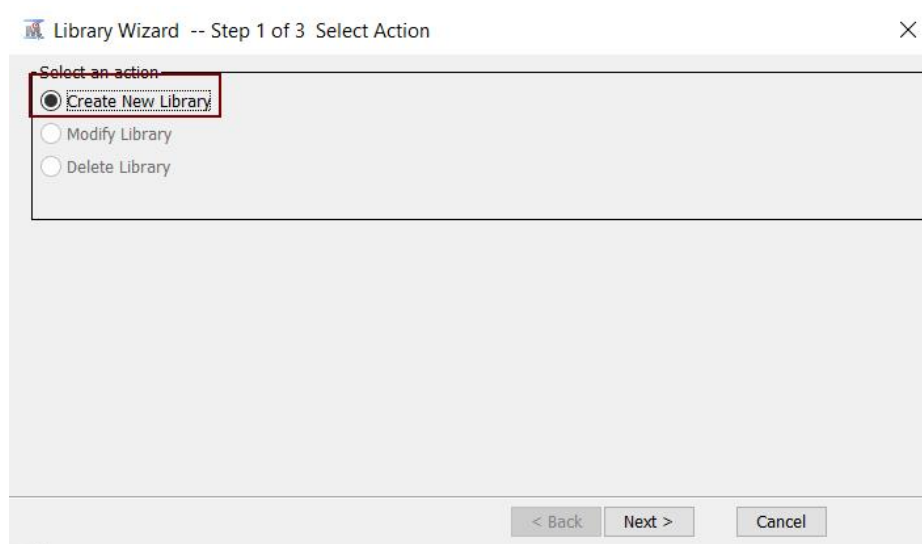 Library Wizard -- Step 1 of 3 Select Action
Select an action
Create New Library
Modify Library
Delete Library
< Back Next > Cancel